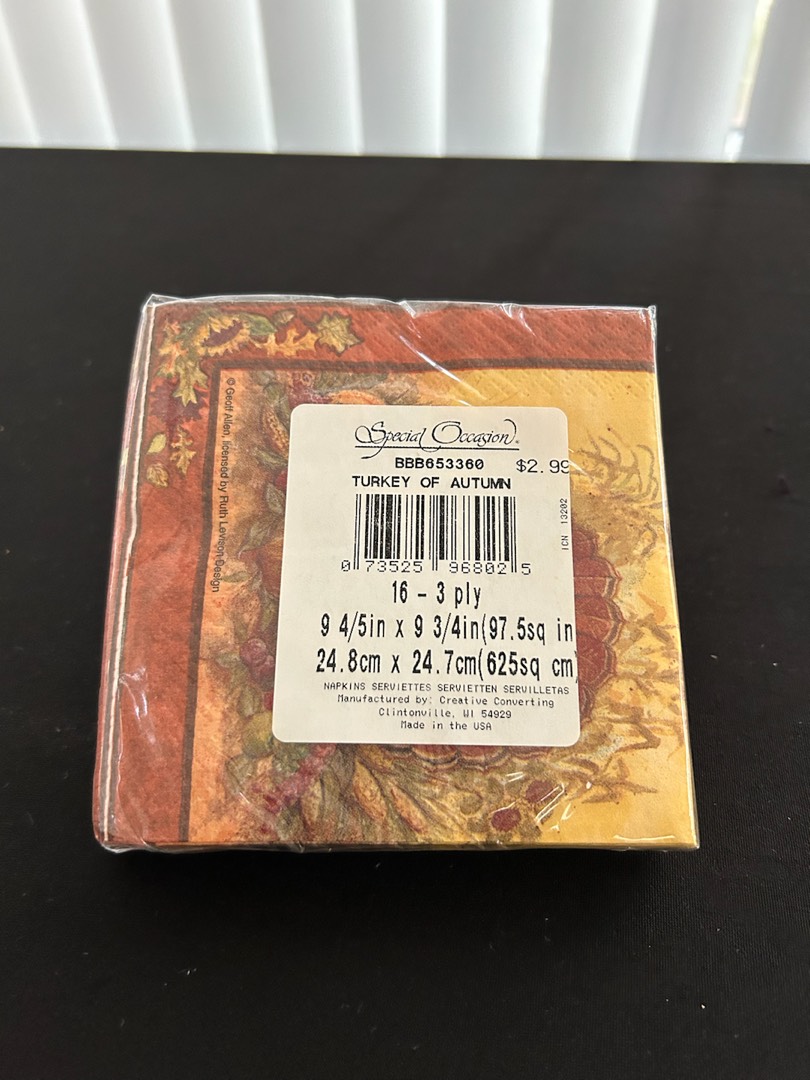 © Geoff Allen, licensed by Ruth Levison Design
Special Occasion®
BBB653360 $2.99
TURKEY OF AUTUMN
ICN 13202
0 73525 96802 5
16 - 3 ply
9 4/5in x 9 3/4in(97.5sq in
24.8cm x 24.7cm(625sq cm)
NAPKINS SERVIETTES SERVIETTEN SERVILLETAS
Manufactured by: Creative Converting
Clintonville, WI 54929
Made in the USA